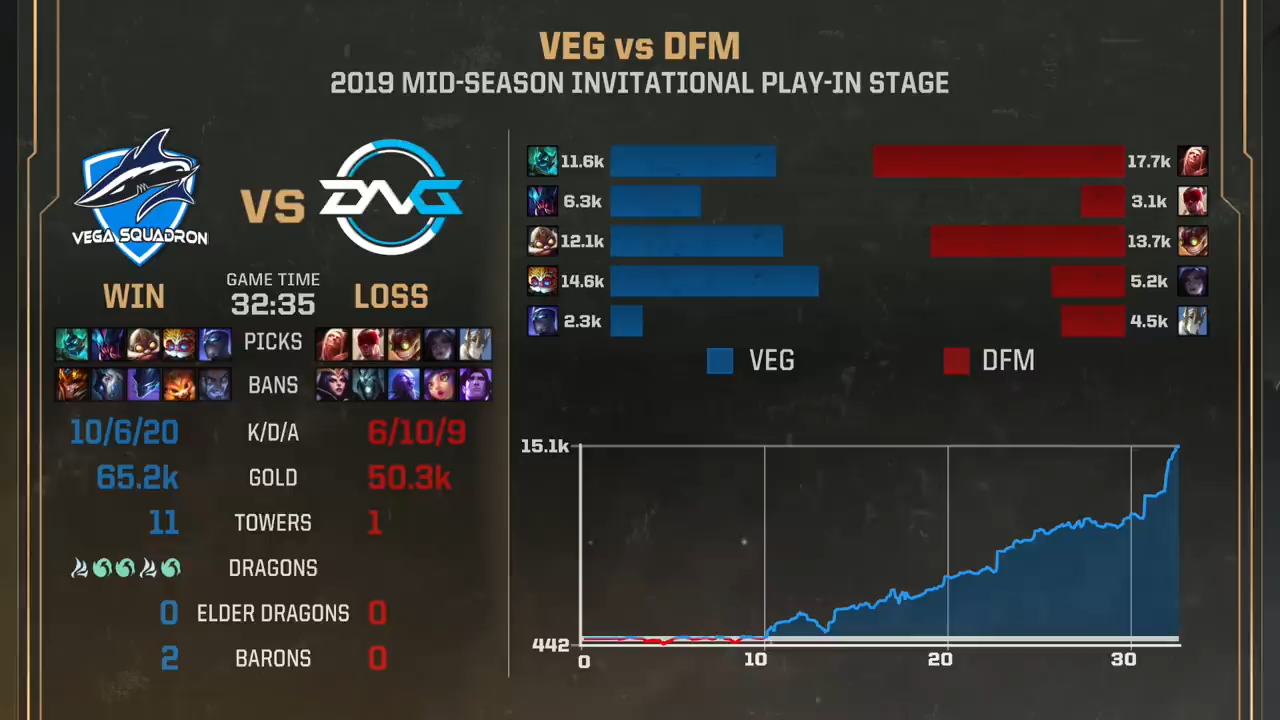 VEG vs DFM
2019 MID-SEASON INVITATIONAL PLAY-IN STAGE
VEGA SQUADRON
VS
DNG
WIN
GAME TIME
32:35
LOSS
PICKS
BANS
10/6/20 K/D/A 6/10/9
65.2k GOLD 50.3k
11 TOWERS 1
DRAGONS
0 ELDER DRAGONS 0
2 BARONS 0
11.6k 17.7k
6.3k 3.1k
12.1k 13.7k
14.6k 5.2k
2.3k 4.5k
VEG DFM
15.1k
442
0 10 20 30